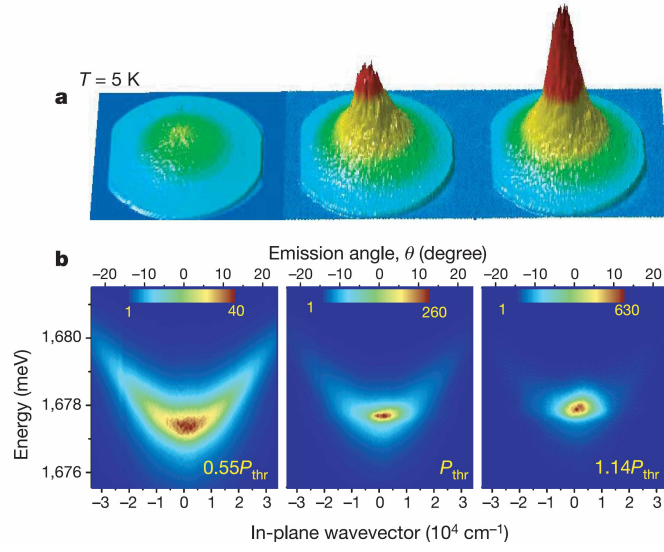 T = 5 K
a
b
Emission angle, θ (degree)
−20 −10 0 10 20 −20 −10 0 10 20 −20 −10 0 10 20
1 40 1 260 1 630
1,680
1,678
1,676
Energy (meV)
0.55Pthr Pthr 1.14Pthr
−3 −2 −1 0 1 2 3 −3 −2 −1 0 1 2 3 −3 −2 −1 0 1 2 3
In-plane wavevector (10⁴ cm⁻¹)